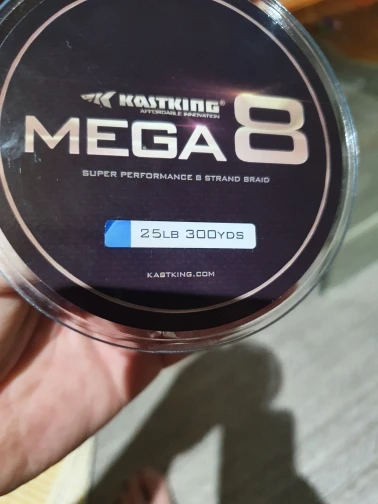 KASTKING®
AFFORDABLE INNOVATION
MEGA8
SUPER PERFORMANCE 8 STRAND BRAID
25LB 300YDS
KASTKING.COM